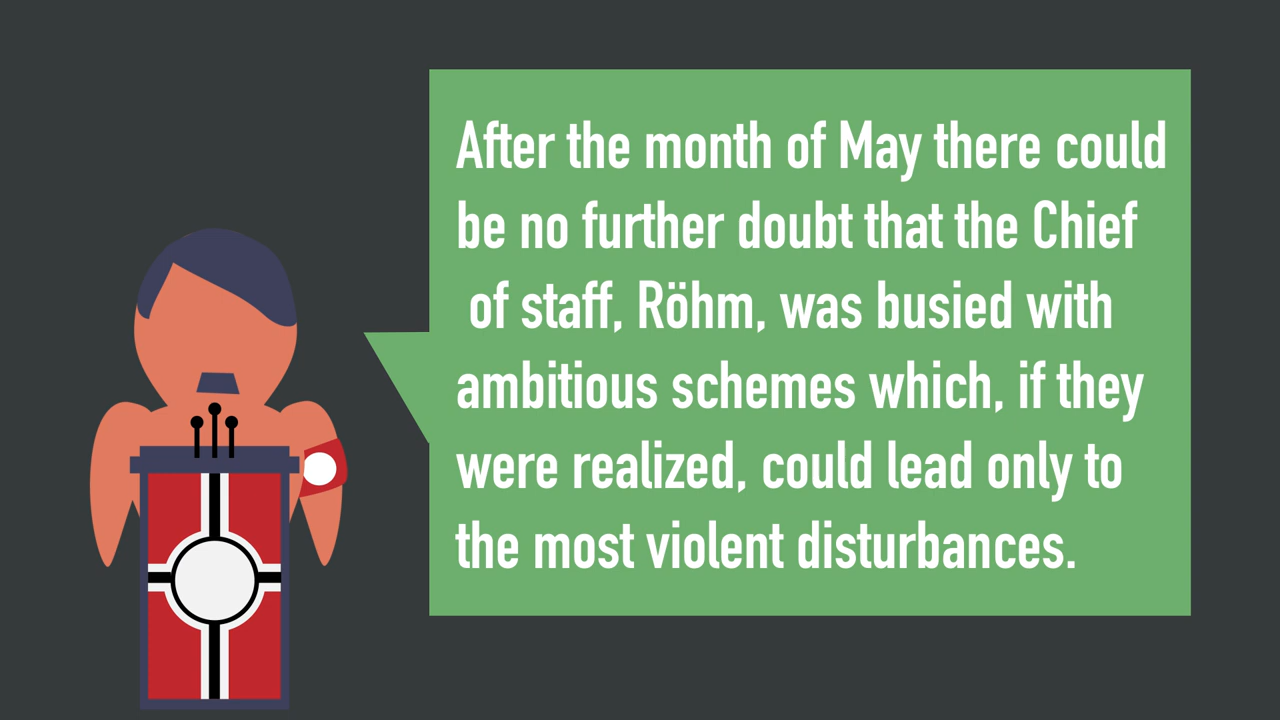 After the month of May there could
be no further doubt that the Chief
of staff, Röhm, was busied with
ambitious schemes which, if they
were realized, could lead only to
the most violent disturbances.